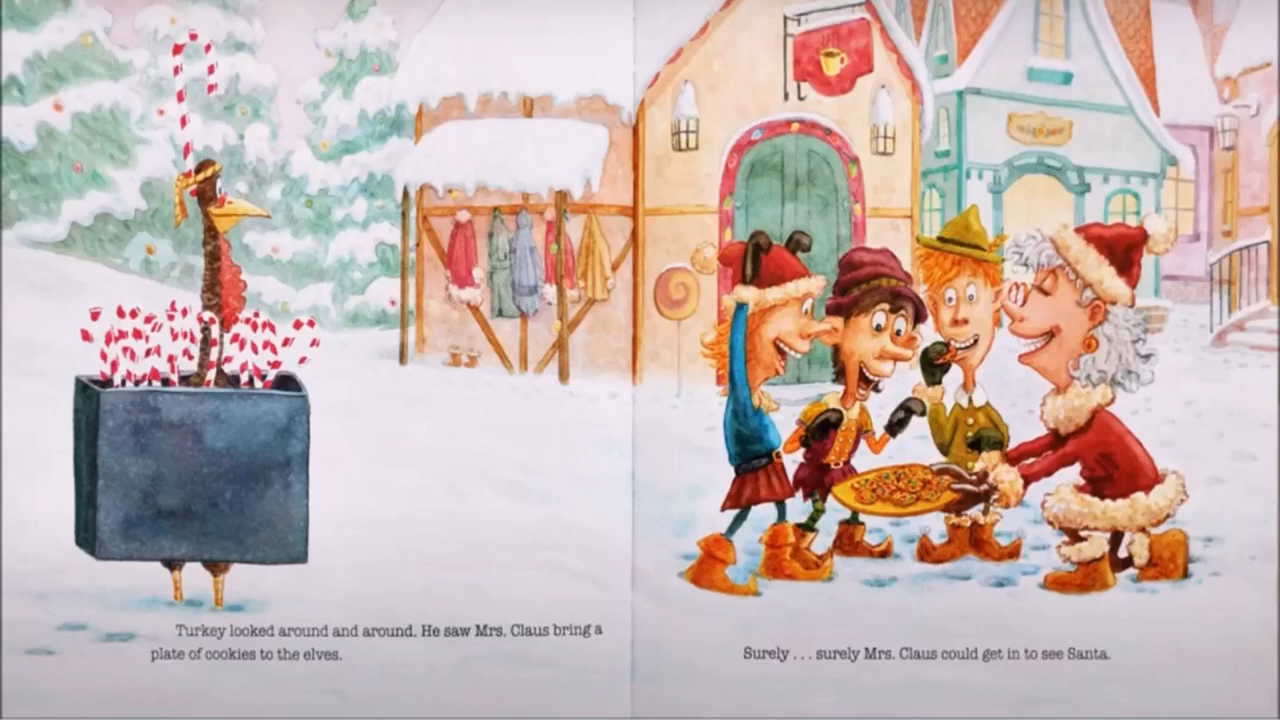 Turkey looked around and around. He saw Mrs. Claus bring a
plate of cookies to the elves.
Surely . . . surely Mrs. Claus could get in to see Santa.